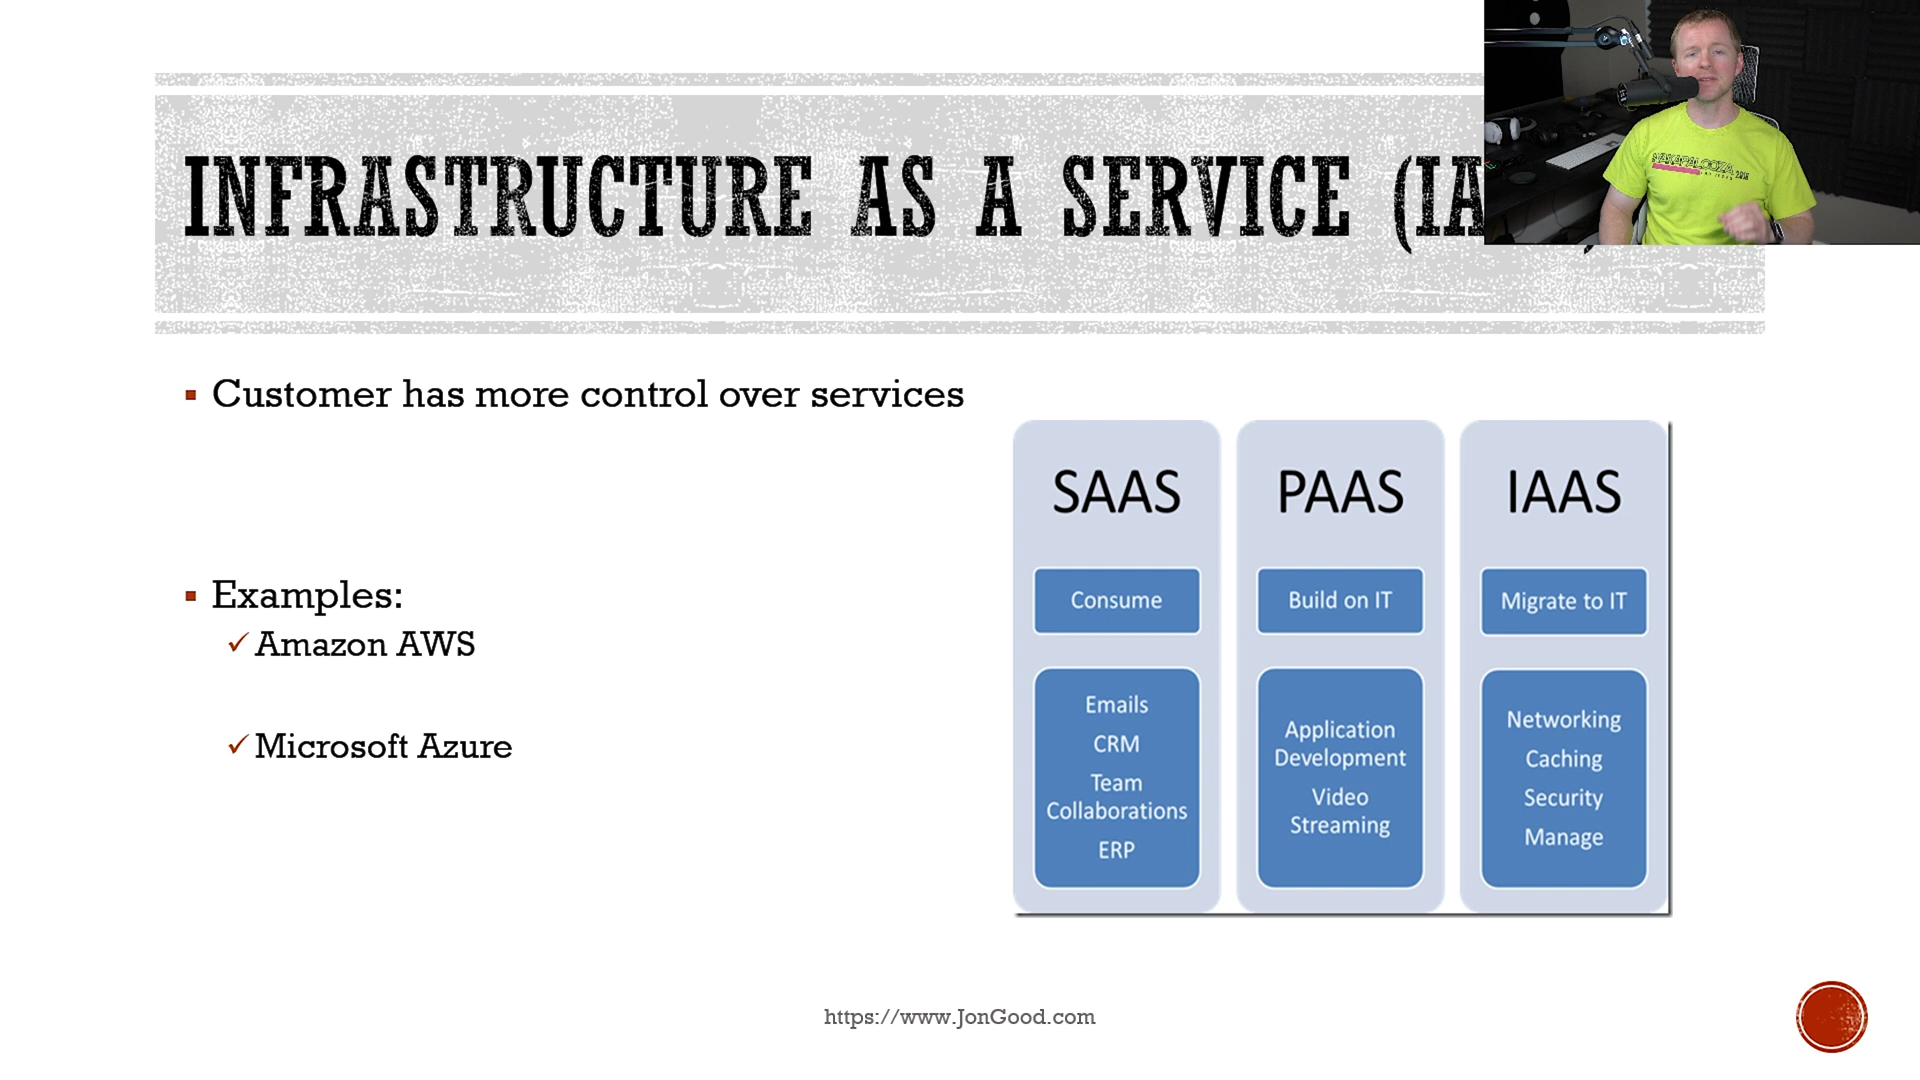 INFRASTRUCTURE AS A SERVICE (IA
Customer has more control over services
Examples:
Amazon AWS
Microsoft Azure
SAAS
Consume
Emails
CRM
Team
Collaborations
ERP
PAAS
Build on IT
Application
Development
Video
Streaming
IAAS
Migrate to IT
Networking
Caching
Security
Manage
https://www.JonGood.com